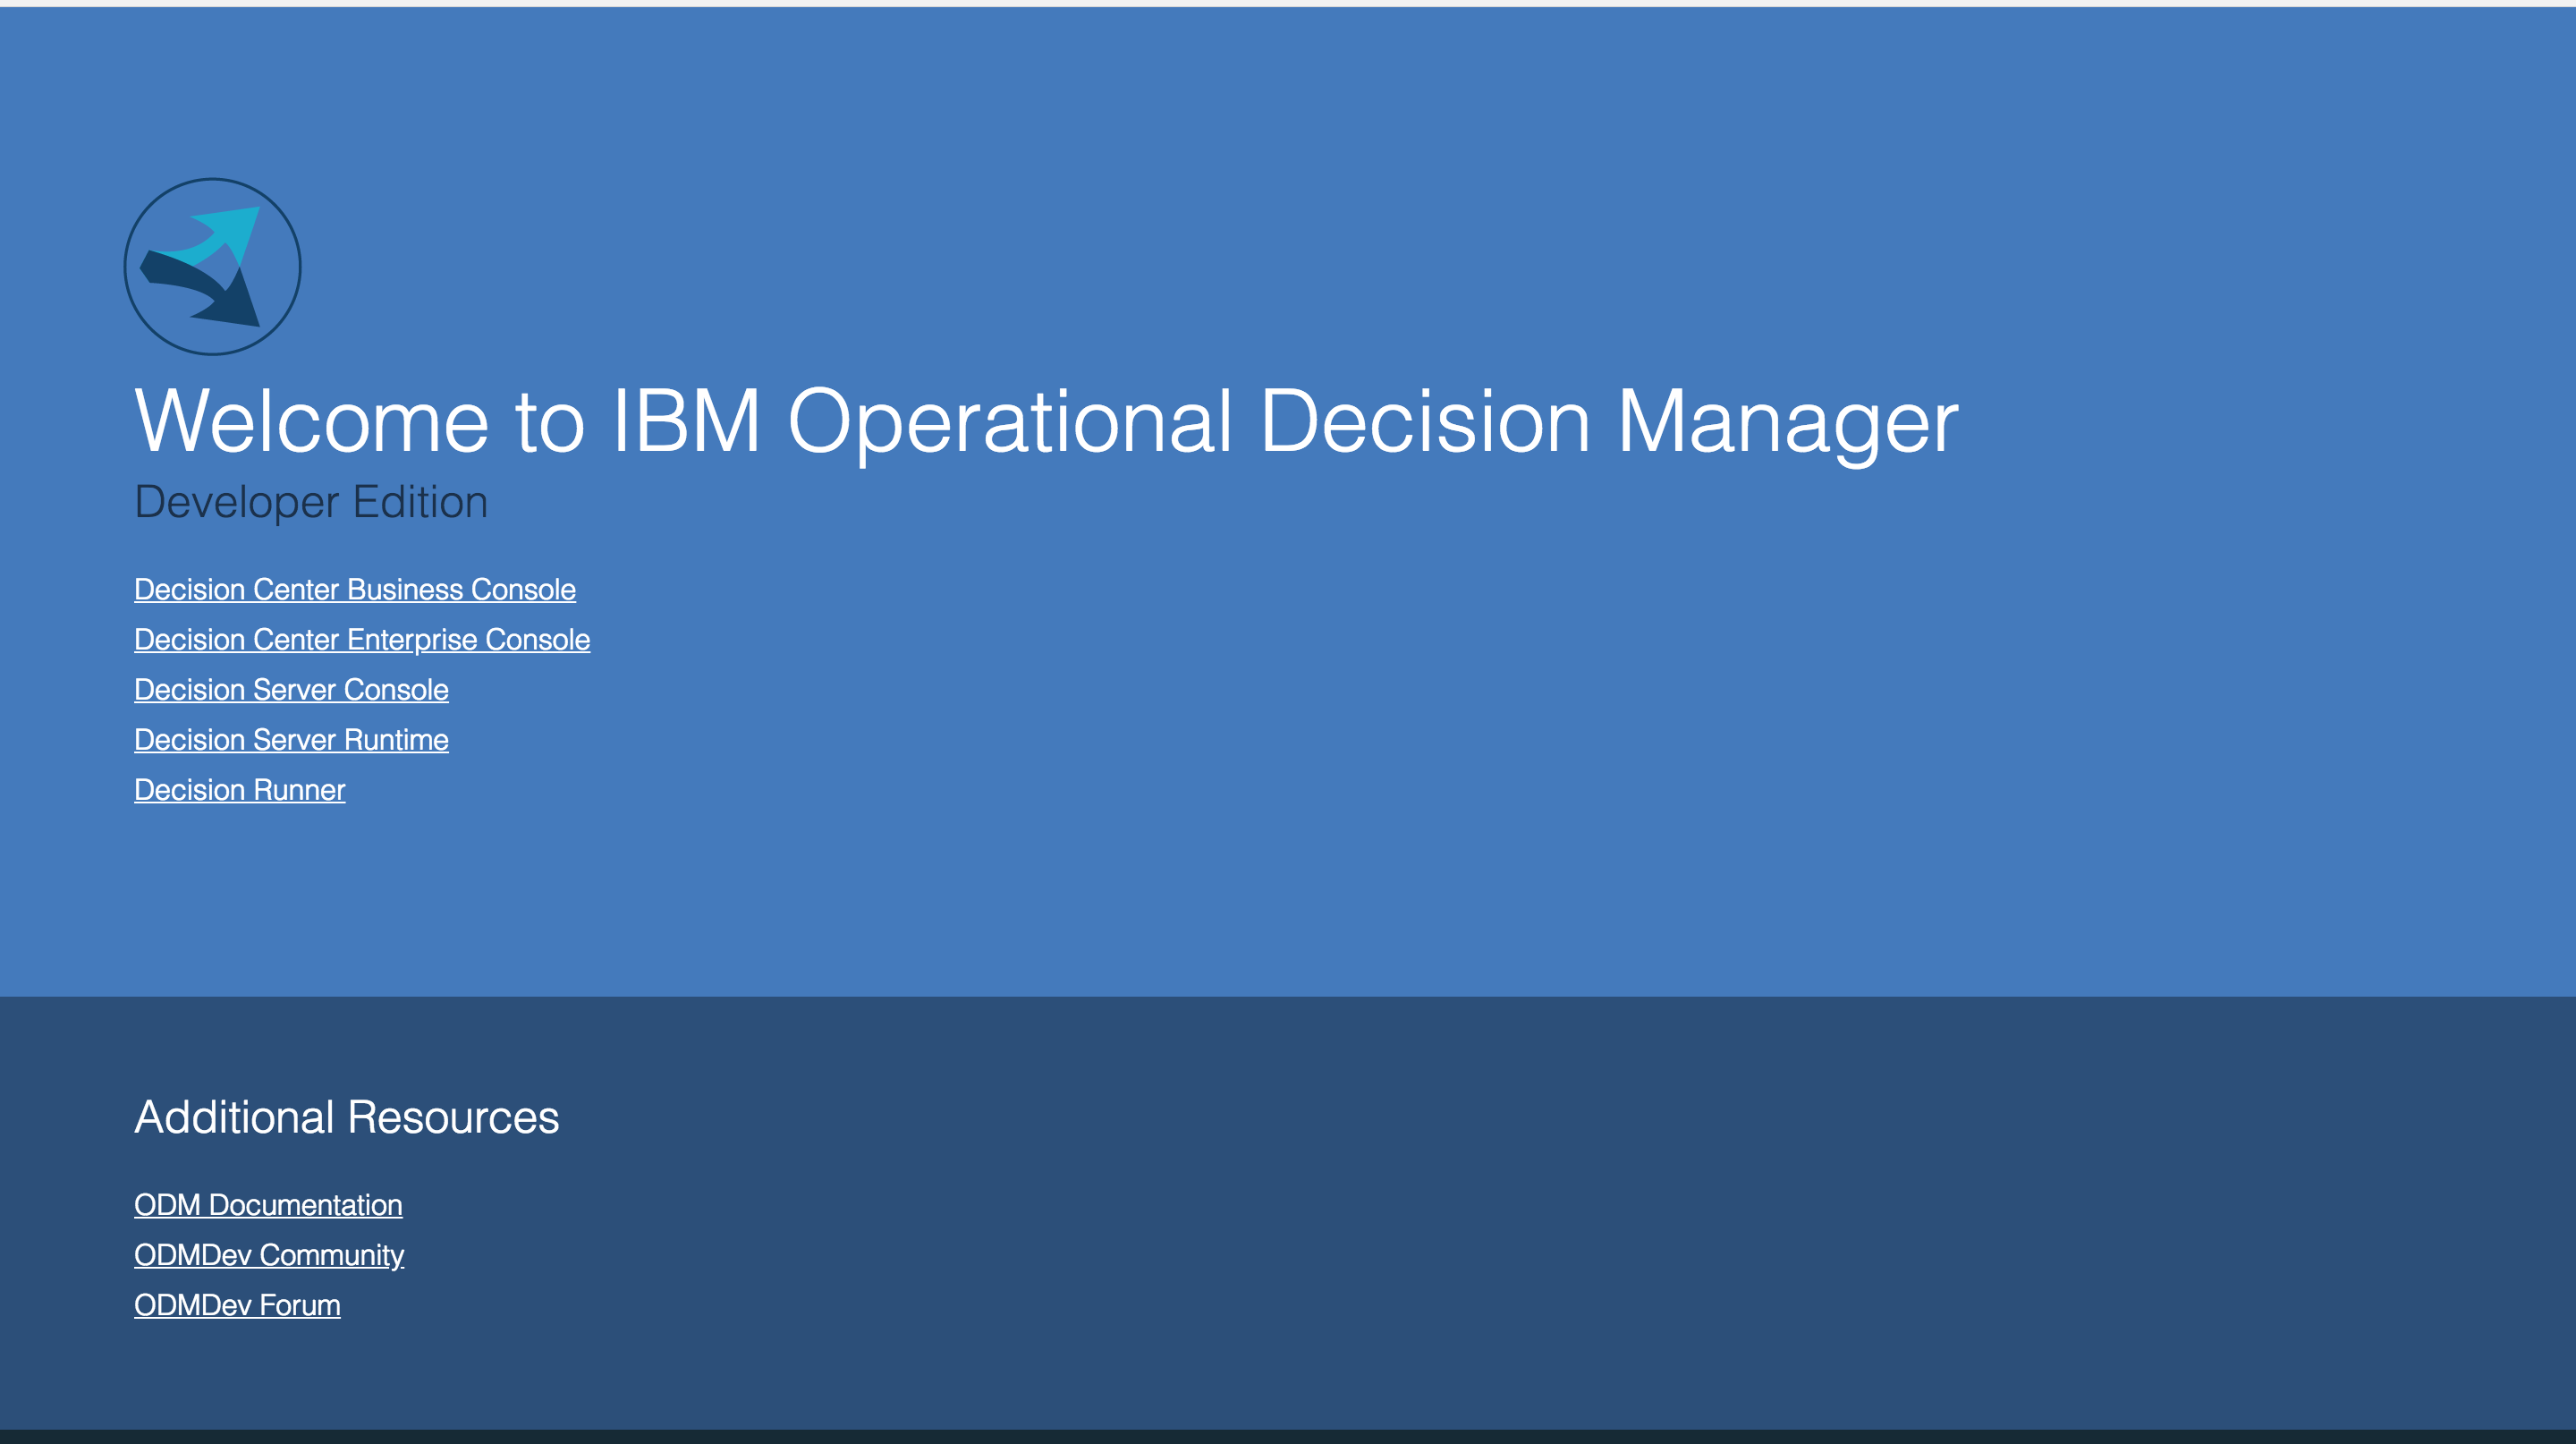 Welcome to IBM Operational Decision Manager
Developer Edition
Decision Center Business Console
Decision Center Enterprise Console
Decision Server Console
Decision Server Runtime
Decision Runner
Additional Resources
ODM Documentation
ODMDev Community
ODMDev Forum